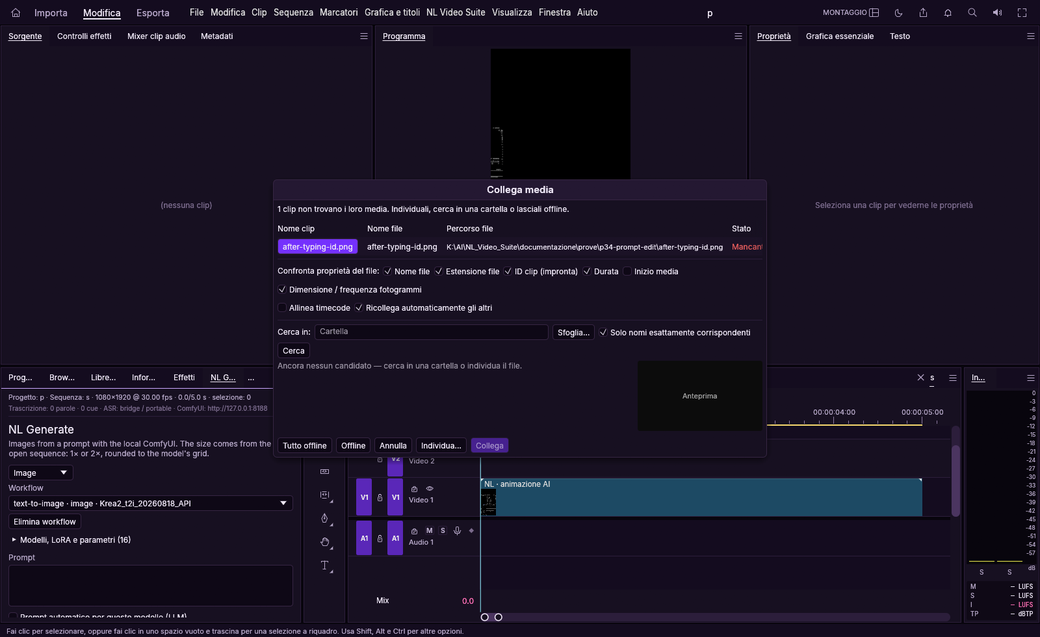 Importa Modifica Esporta File Modifica Clip Sequenza Marcatori Grafica e titoli NL Video Suite Visualizza Finestra Aiuto p MONTAGGIO
Sorgente Controlli effetti Mixer clip audio Metadati
Programma
Proprietà Grafica essenziale Testo
(nessuna clip)
Seleziona una clip per vederne le proprietà
Collega media
1 clip non trovano i loro media. Individuali, cerca in una cartella o lasciali offline.
Nome clip Nome file Percorso file Stato
after-typing-id.png after-typing-id.png K:\AI\NL_Video_Suite\documentazione\prove\p34-prompt-edit\after-typing-id.png Mancan
Confronta proprietà del file: Nome file Estensione file ID clip (impronta) Durata Inizio media
Dimensione / frequenza fotogrammi
Allinea timecode Ricollega automaticamente gli altri
Cerca in: Cartella Sfoglia... Solo nomi esattamente corrispondenti
Cerca
Ancora nessun candidato — cerca in una cartella o individua il file.
Anteprima
Tutto offline Offline Annulla Individua... Collega
Prog... Brow... Libre... Infor... Effetti NL G... ...
Progetto: p · Sequenza: s · 1080×1920 @ 30.00 fps · 0.0/5.0 s · selezione: 0
Trascrizione: 0 parole · 0 cue · ASR: bridge / portable · ComfyUI: http://127.0.0.1:8188
NL Generate
Images from a prompt with the local ComfyUI. The size comes from the
open sequence: 1× or 2×, rounded to the model's grid.
Image
Workflow
text-to-image · image · Krea2_t2i_20260818_API
Elimina workflow
Modelli, LoRA e parametri (16)
Prompt
Prompt automatico per questo modello (LLM)
s
00:00:04:00 00:00:05:00
V2 Video 2
V1 V1 Video 1
NL · animazione AI
A1 A1 M S Audio 1
Mix 0.0
In...
0
-3
-6
-9
-12
-15
-18
-21
-24
-27
-30
-33
-36
-39
-42
-45
-48
-51
-54
-57
dB
S S
M – LUFS
S – LUFS
I – LUFS
TP – dBTP
Fai clic per selezionare, oppure fai clic in uno spazio vuoto e trascina per una selezione a riquadro. Usa Shift, Alt e Ctrl per altre opzioni.